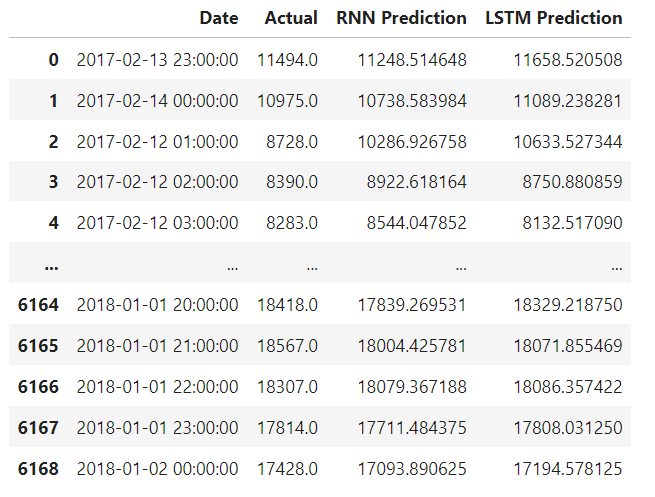 Date Actual RNN Prediction LSTM Prediction
0 2017-02-13 23:00:00 11494.0 11248.514648 11658.520508
1 2017-02-14 00:00:00 10975.0 10738.583984 11089.238281
2 2017-02-12 01:00:00 8728.0 10286.926758 10633.527344
3 2017-02-12 02:00:00 8390.0 8922.618164 8750.880859
4 2017-02-12 03:00:00 8283.0 8544.047852 8132.517090
... ... ... ... ...
6164 2018-01-01 20:00:00 18418.0 17839.269531 18329.218750
6165 2018-01-01 21:00:00 18567.0 18004.425781 18071.855469
6166 2018-01-01 22:00:00 18307.0 18079.367188 18086.357422
6167 2018-01-01 23:00:00 17814.0 17711.484375 17808.031250
6168 2018-01-02 00:00:00 17428.0 17093.890625 17194.578125